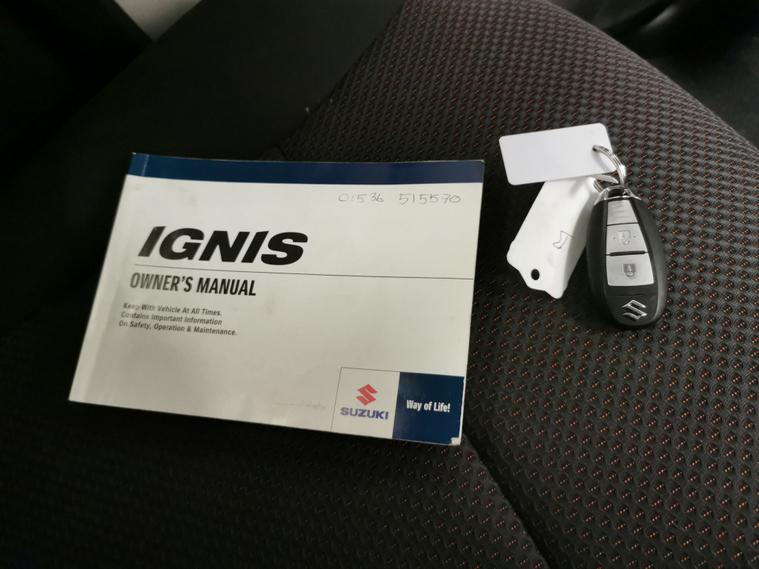 01536 515570
IGNIS
OWNER'S MANUAL
Keep With Vehicle At All Times.
Contains Important Information
On Safety, Operation & Maintenance.
SUZUKI
Way of Life!